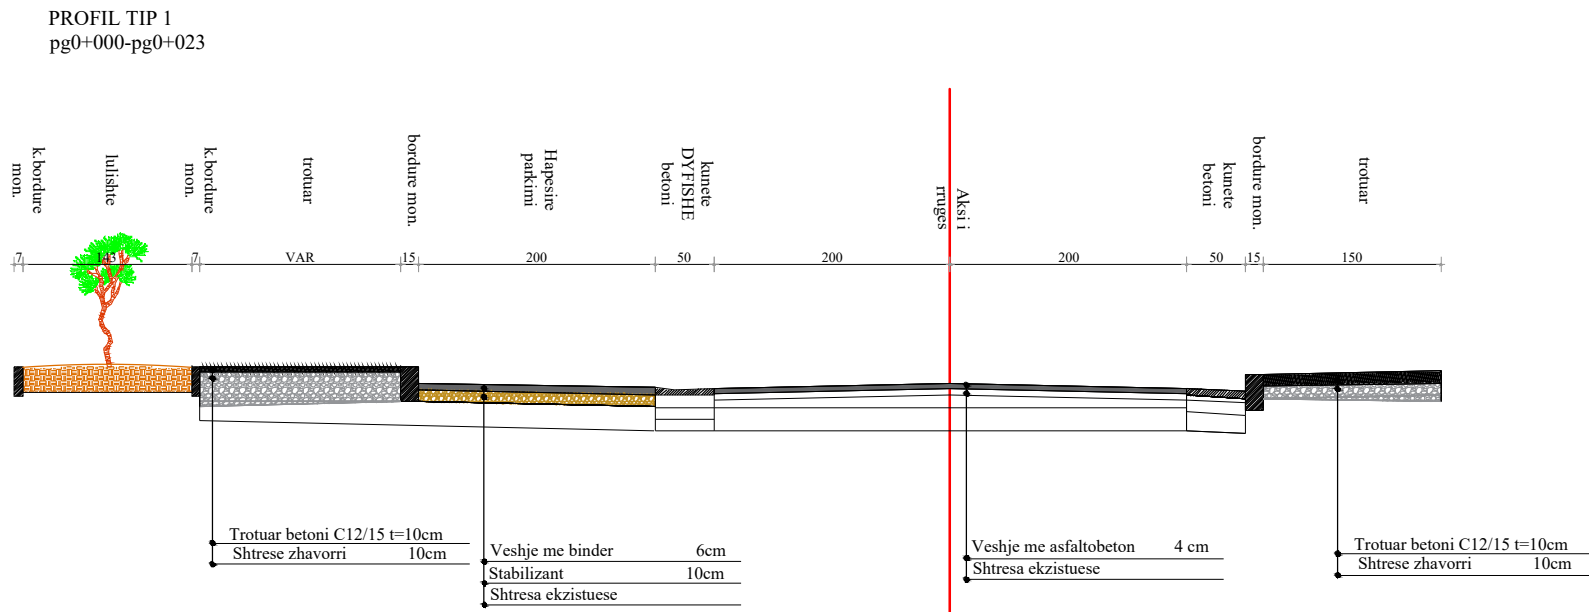 PROFIL TIP 1
pg0+000-pg0+023
k.bordure
mon.
lulishte
k.bordure
mon.
trotuar
bordure mon.
Hapesire
parkimi
kunete
DYFISHE
betoni
Aksi i
rruges
kunete
betoni
bordure mon.
trotuar
7 143 7 VAR 15 200 50 200 200 50 15 150
Trotuar betoni C12/15 t=10cm
Shtrese zhavorri 10cm
Veshje me binder 6cm
Stabilizant 10cm
Shtresa ekzistuese
Veshje me asfaltobeton 4 cm
Shtresa ekzistuese
Trotuar betoni C12/15 t=10cm
Shtrese zhavorri 10cm